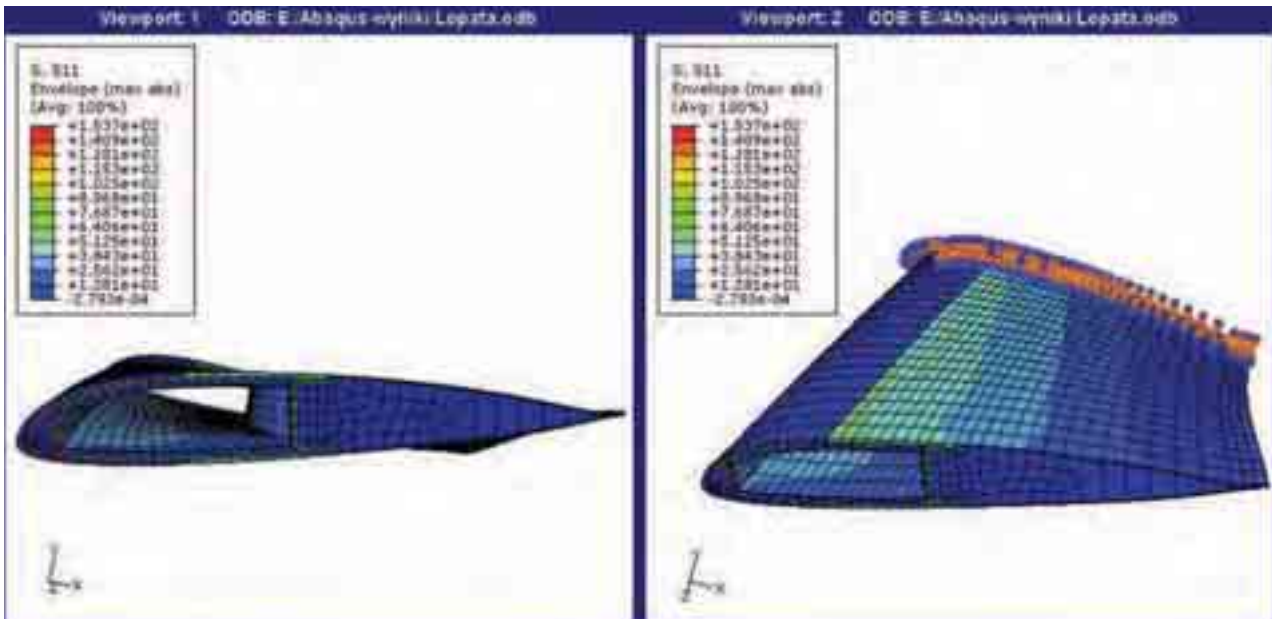 Viewport: 1 ODB: E:/Abaqus-wyniki/Lopata.odb
S, S11
Envelope (max abs)
(Avg: 100%)
+1.537e+02
+1.409e+02
+1.281e+02
+1.153e+02
+1.025e+02
+8.968e+01
+7.687e+01
+6.406e+01
+5.125e+01
+3.843e+01
+2.562e+01
+1.281e+01
-2.793e-04
Y
X
Viewport: 2 ODB: E:/Abaqus-wyniki/Lopata.odb
S, S11
Envelope (max abs)
(Avg: 100%)
+1.537e+02
+1.409e+02
+1.281e+02
+1.153e+02
+1.025e+02
+8.968e+01
+7.687e+01
+6.406e+01
+5.125e+01
+3.843e+01
+2.562e+01
+1.281e+01
-2.793e-04
Y
X